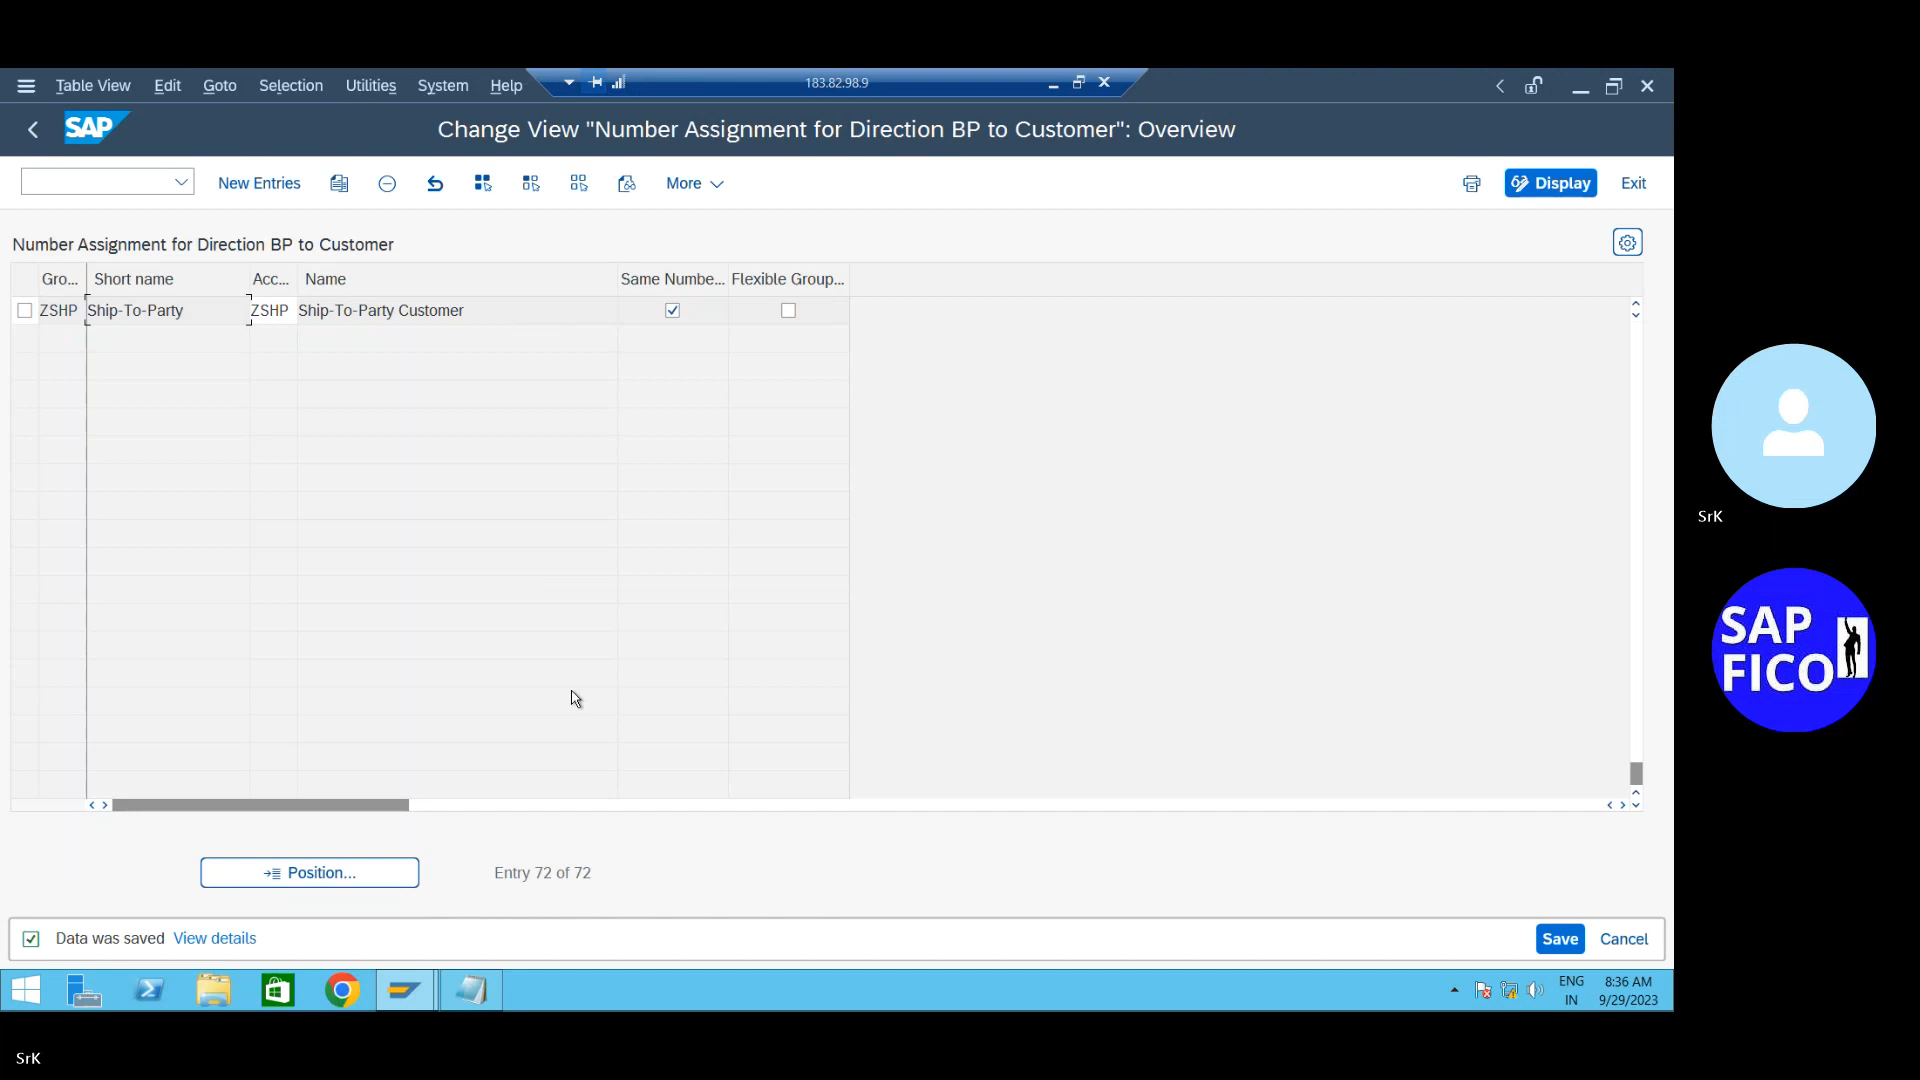 Table View Edit Goto Selection Utilities System Help
183.82.98.9
SAP
Change View "Number Assignment for Direction BP to Customer": Overview
New Entries
More
Display
Exit
Number Assignment for Direction BP to Customer
Gro... Short name Acc... Name Same Numbe... Flexible Group...
ZSHP Ship-To-Party ZSHP Ship-To-Party Customer
Position...
Entry 72 of 72
Data was saved View details
Save
Cancel
ENG
IN
8:36 AM
9/29/2023
SrK
SAP
FICO
SrK